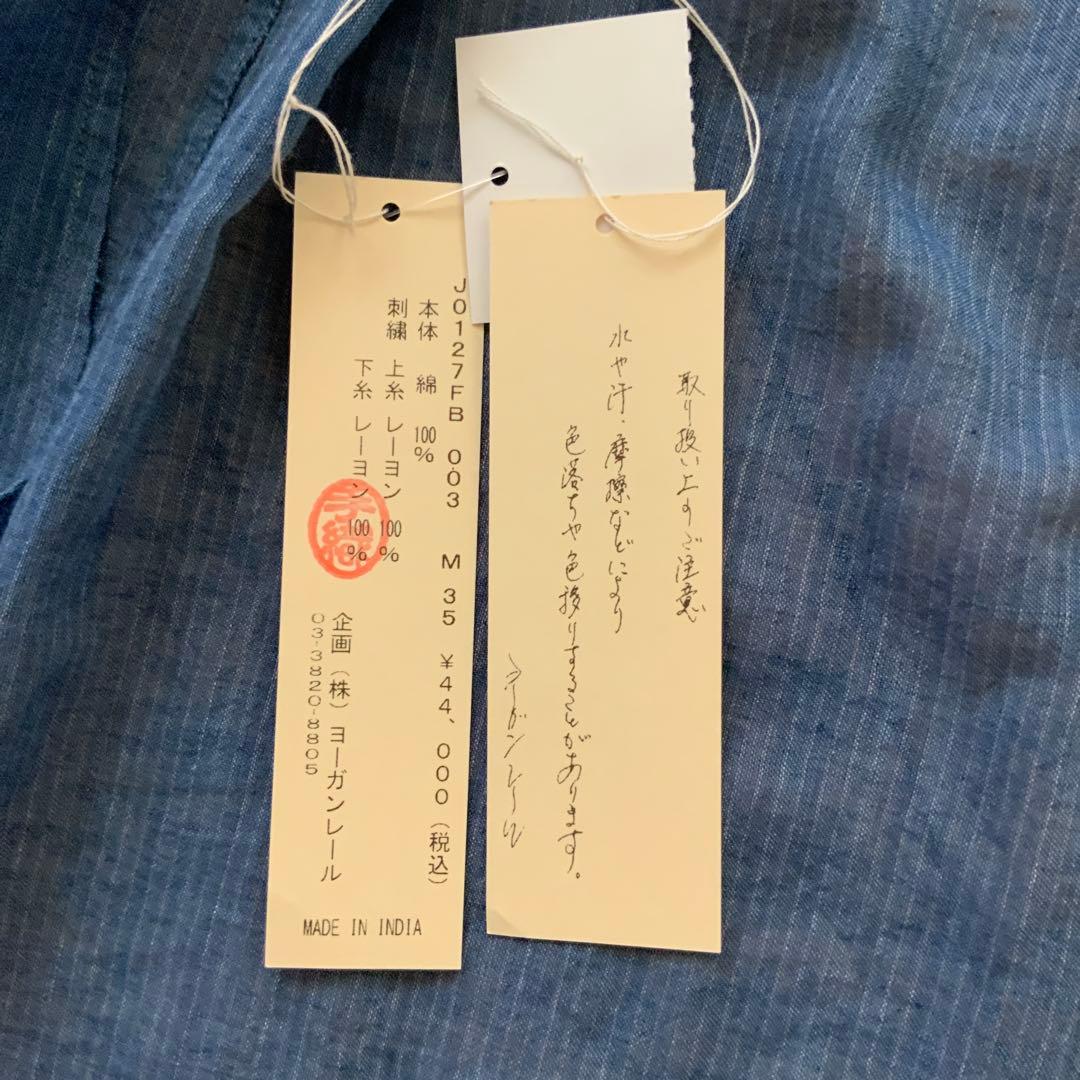 J0127FB 003 M 35 ¥44,000(税込)
本体 綿 100%
刺繍 上糸 レーヨン 100%
下糸 レーヨン 100%
手織
企画(株)ヨーガンレール
03-3820-8805
MADE IN INDIA
取り扱い上のご注意
水や汗・摩擦などにより
色落ちや色移りすることがあります。
ヨーガンレール